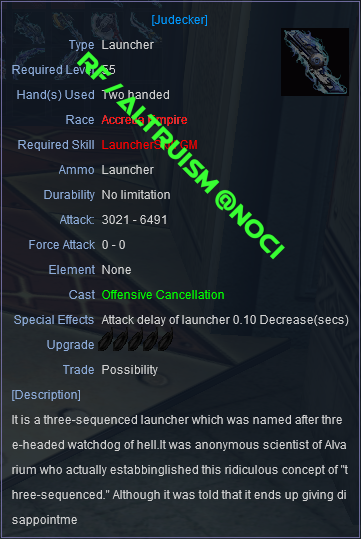 [Judecker]
Type Launcher
Required Level 55
Hand(s) Used Two handed
Race Accretia Empire
Required Skill GM
Ammo Launcher
Durability No limitation
Attack: 3021 - 6491
Force Attack 0 - 0
Element None
Cast Offensive Cancellation
Special Effects Attack delay of launcher 0.10 Decrease(secs)
Upgrade
Trade Possibility
[Description]
It is a three-sequenced launcher which was named after thr
e-headed watchdog of hell.It was anonymous scientist of Alva
rium who actually estabbinglished this ridiculous concept of "t
hree-sequenced." Although it was told that it ends up giving di
sappointme
RF / ALTRUISM @NOCI